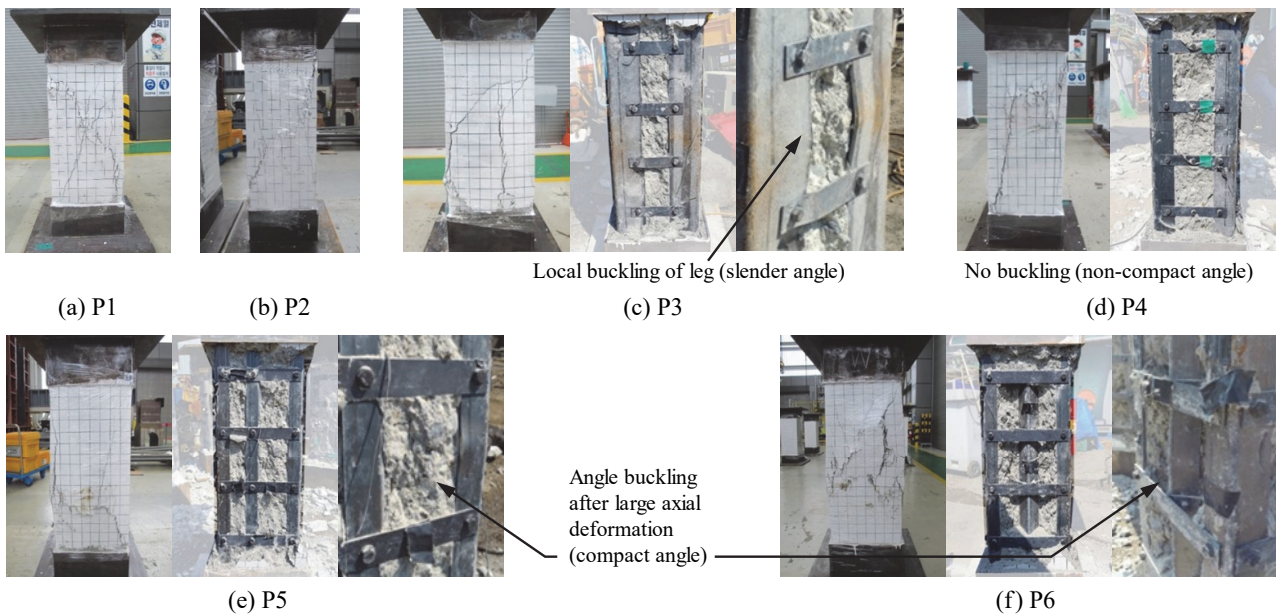 Local buckling of leg (slender angle)
No buckling (non-compact angle)
(a) P1
(b) P2
(c) P3
(d) P4
Angle buckling
after large axial
deformation
(compact angle)
(e) P5
(f) P6